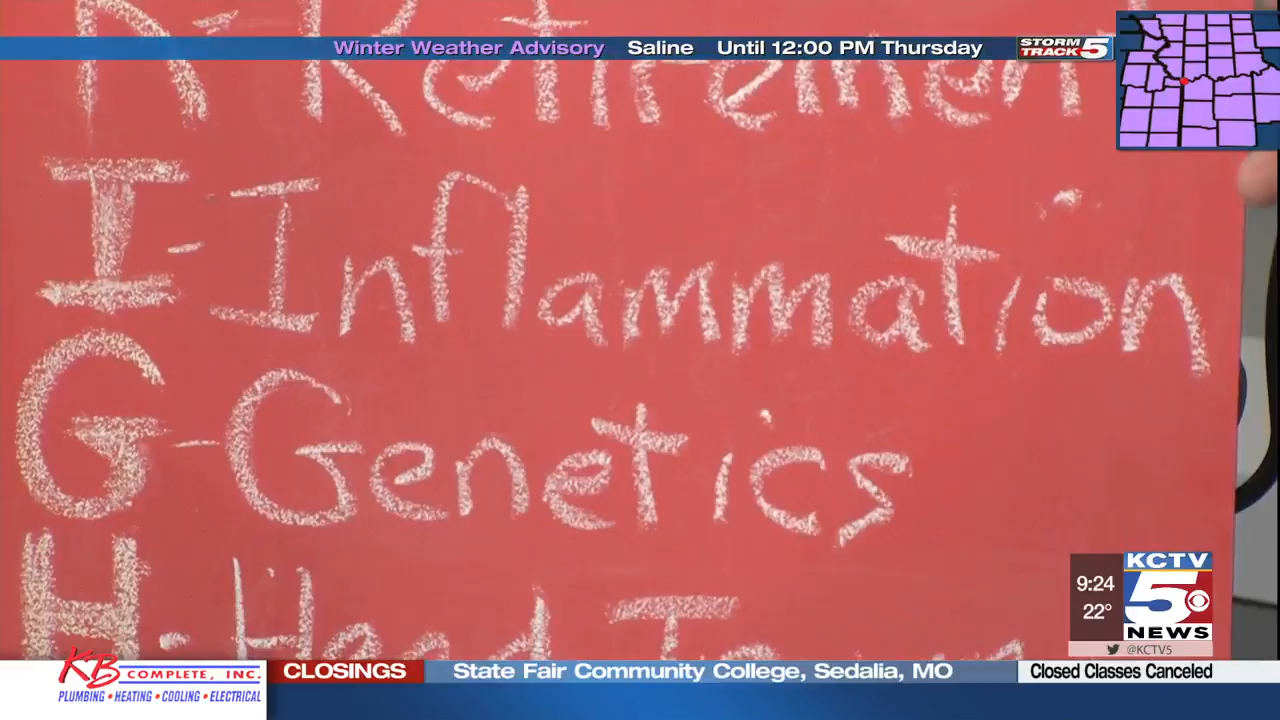 Winter Weather Advisory Saline Until 12:00 PM Thursday STORM TRACK 5
R-Retiremen
I-Inflammation
G-Genetics
H-Head
9:24
22°
KCTV
5
NEWS
@KCTV5
KB COMPLETE, INC.
PLUMBING • HEATING • COOLING • ELECTRICAL
CLOSINGS State Fair Community College, Sedalia, MO Closed Classes Canceled